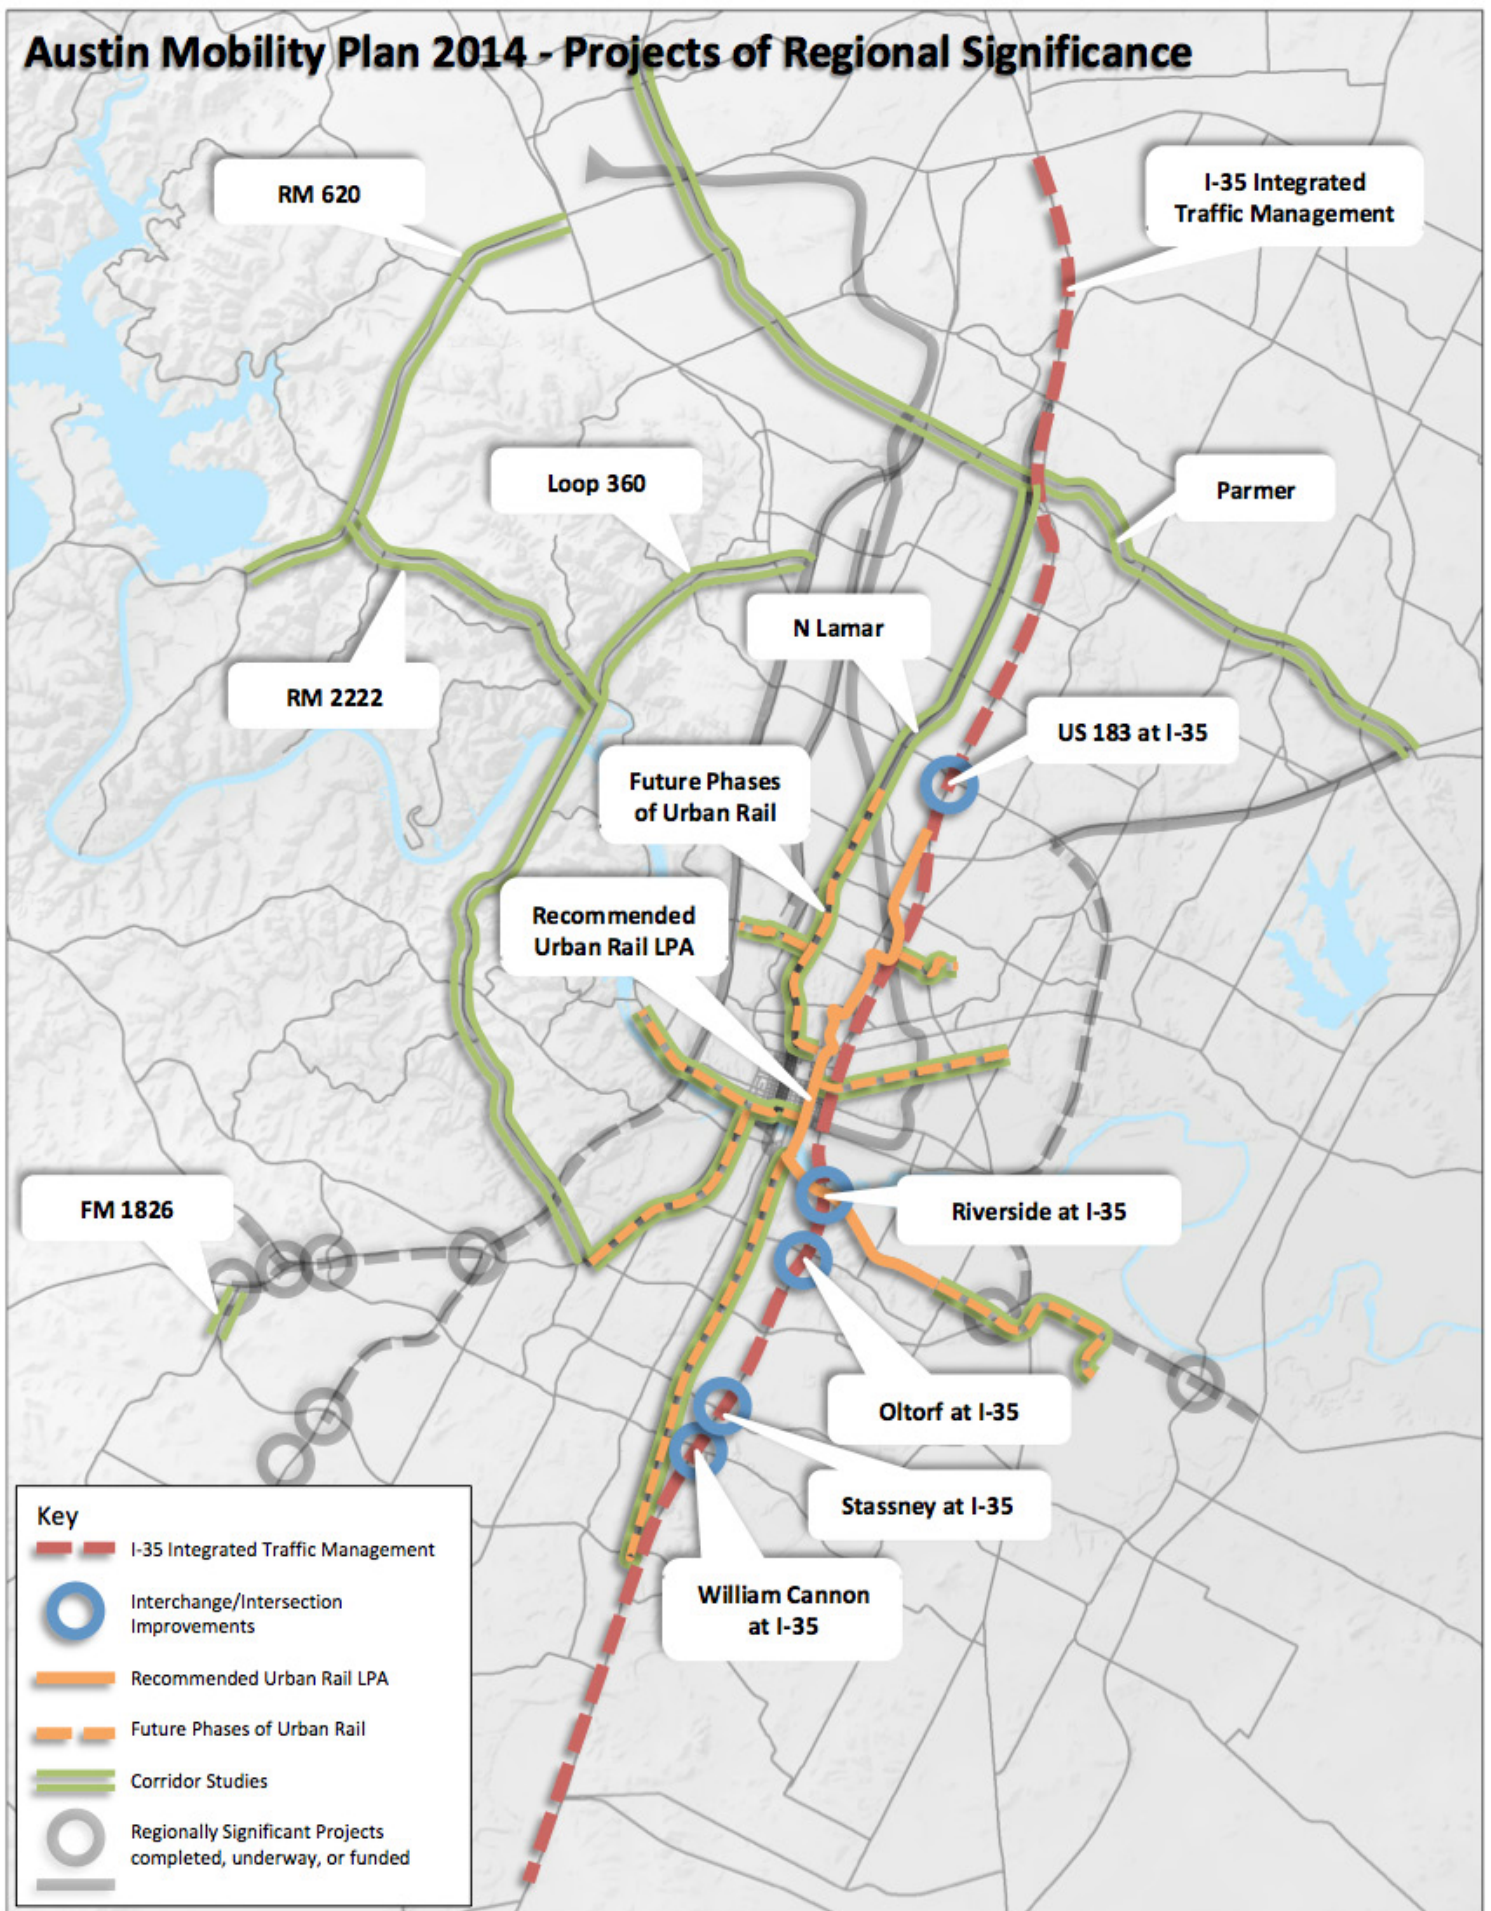 Austin Mobility Plan 2014 - Projects of Regional Significance
RM 620
I-35 Integrated
Traffic Management
Loop 360
Parmer
N Lamar
RM 2222
US 183 at I-35
Future Phases
of Urban Rail
Recommended
Urban Rail LPA
FM 1826
Riverside at I-35
Oltorf at I-35
Stassney at I-35
William Cannon
at I-35
Key
I-35 Integrated Traffic Management
Interchange/Intersection
Improvements
Recommended Urban Rail LPA
Future Phases of Urban Rail
Corridor Studies
Regionally Significant Projects
completed, underway, or funded